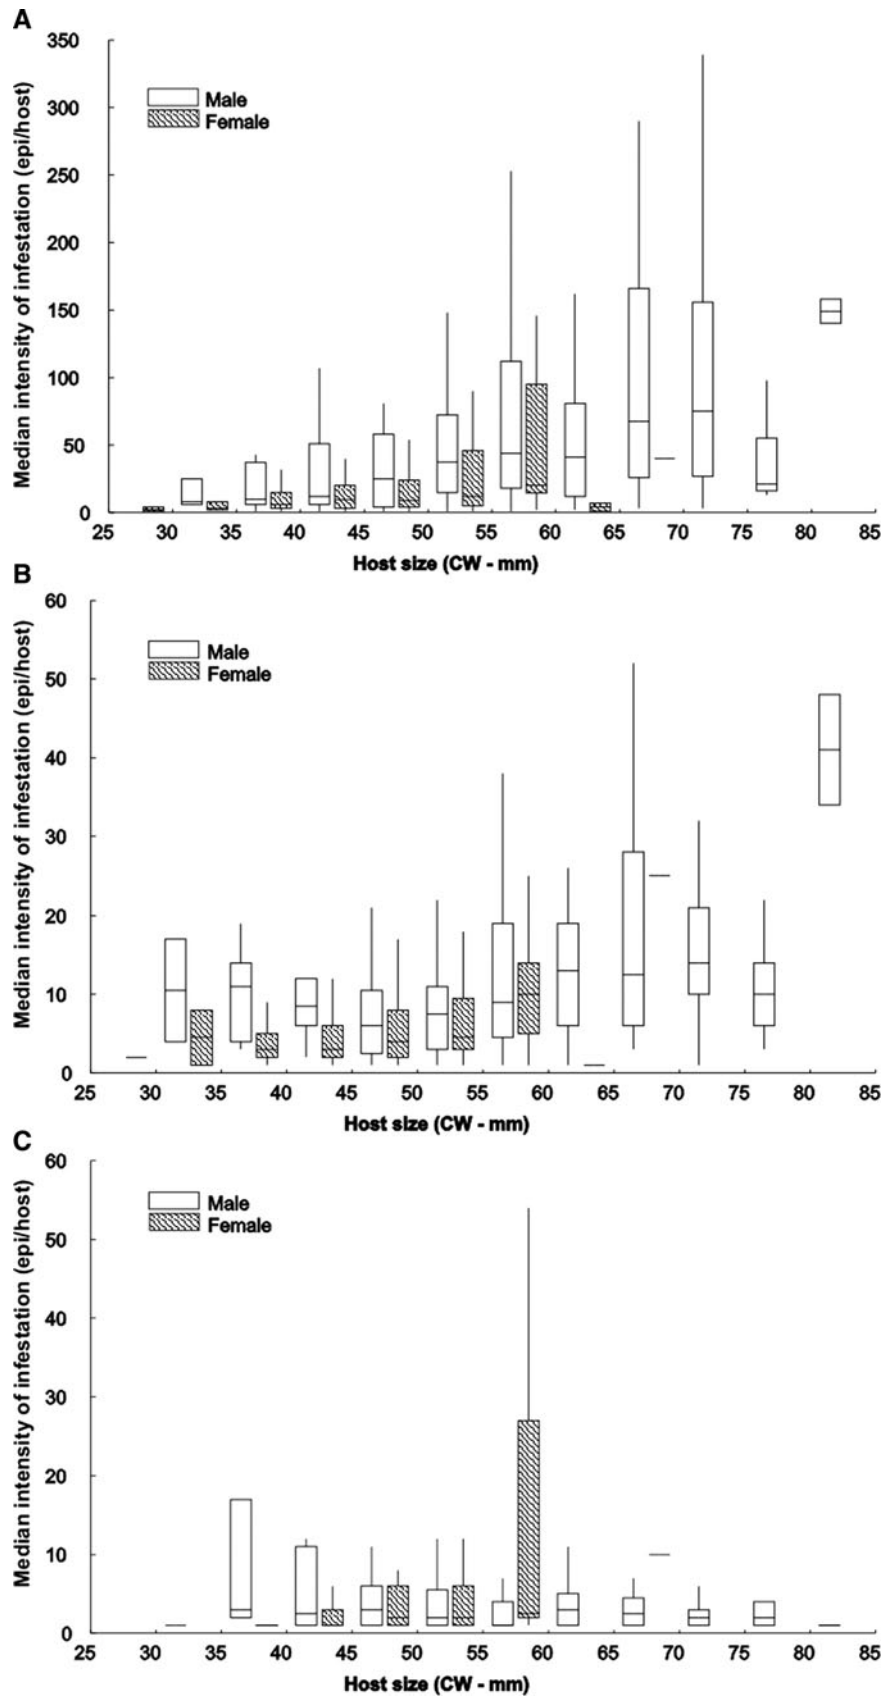 A
Median intensity of infestation (epi/host)
350
300
250
200
150
100
50
0
Male
Female
25 30 35 40 45 50 55 60 65 70 75 80 85
Host size (CW - mm)
B
Median intensity of infestation (epi/host)
60
50
40
30
20
10
0
Male
Female
25 30 35 40 45 50 55 60 65 70 75 80 85
Host size (CW - mm)
C
Median intensity of infestation (epi/host)
60
50
40
30
20
10
0
Male
Female
25 30 35 40 45 50 55 60 65 70 75 80 85
Host size (CW - mm)